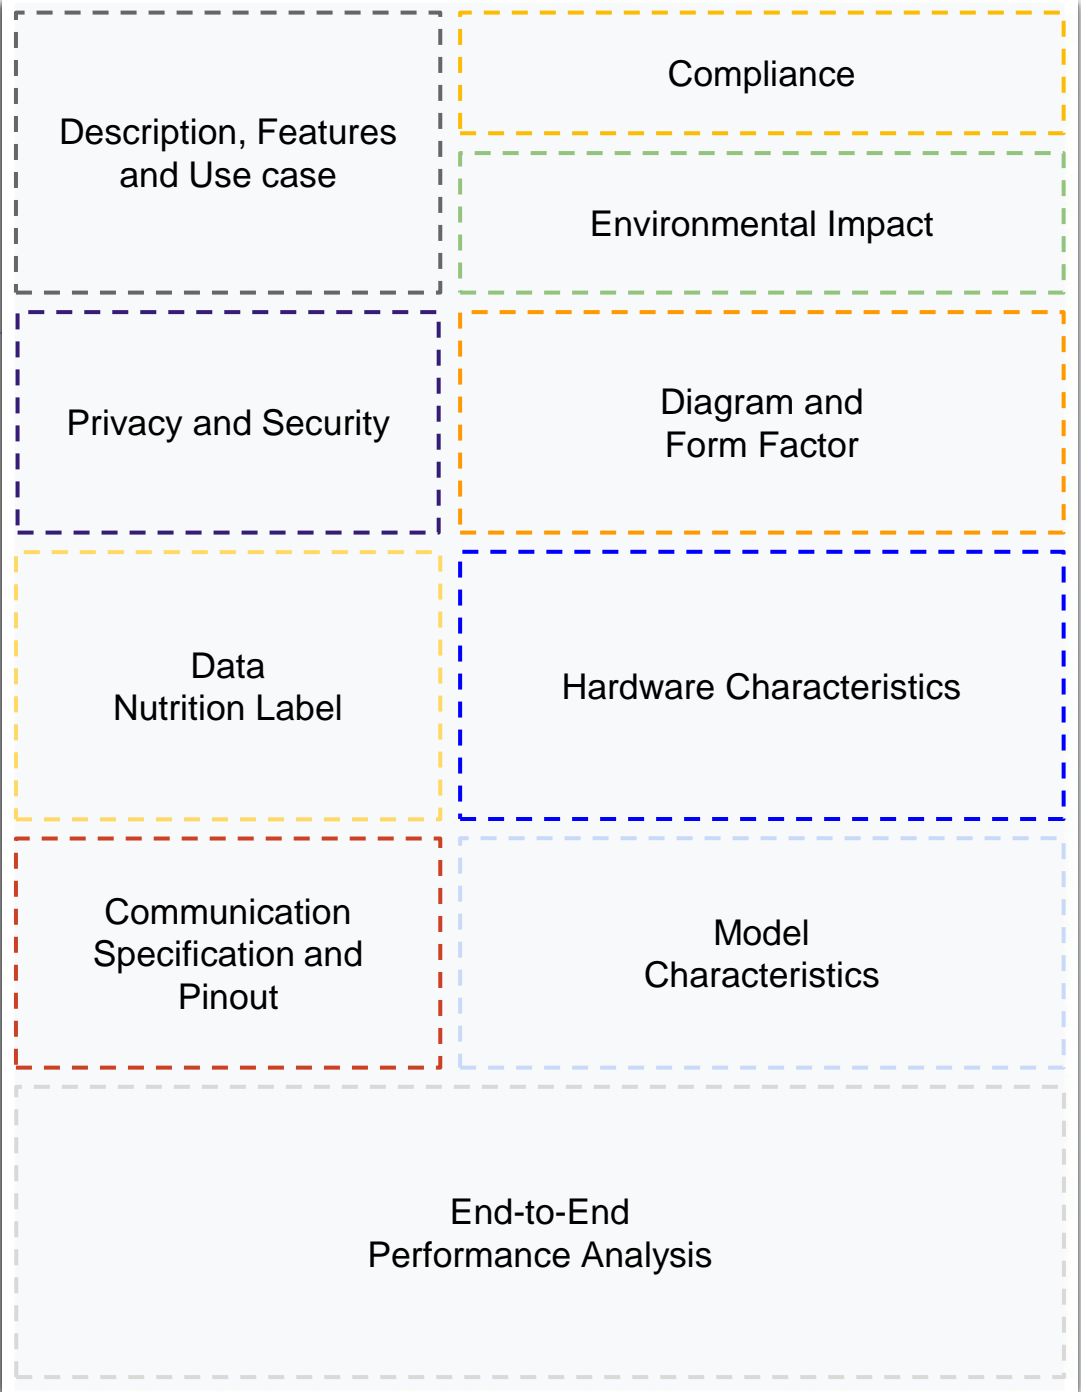 Description, Features
and Use case
Compliance
Environmental Impact
Privacy and Security
Diagram and
Form Factor
Data
Nutrition Label
Hardware Characteristics
Communication
Specification and
Pinout
Model
Characteristics
End-to-End
Performance Analysis